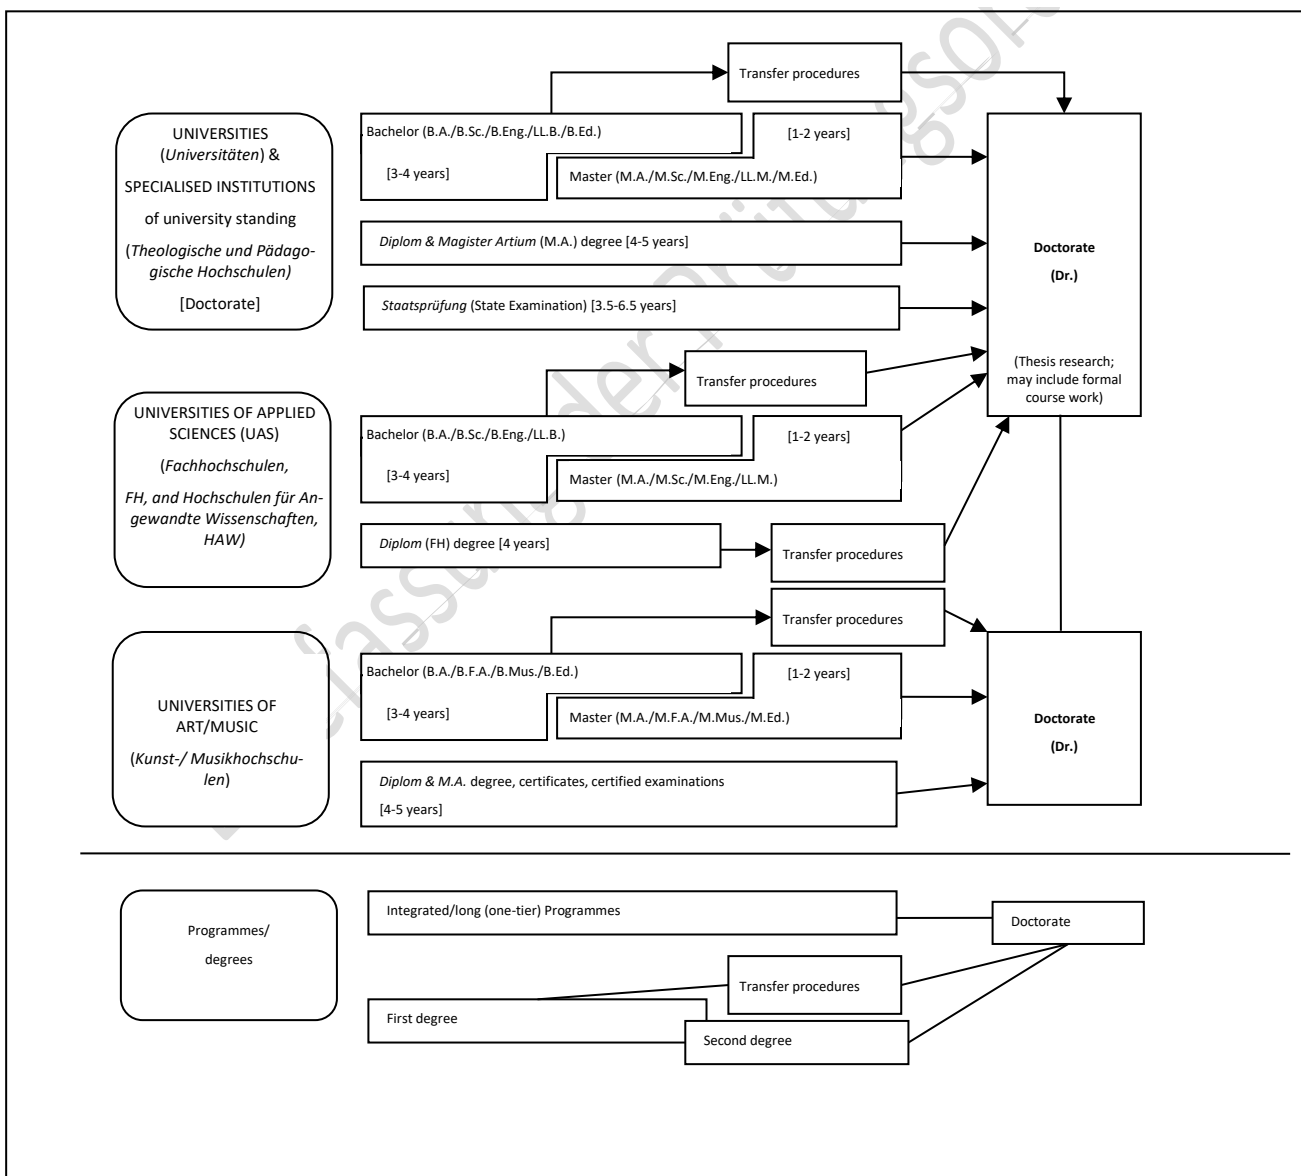 Transfer procedures
UNIVERSITIES
(Universitäten) &
SPECIALISED INSTITUTIONS
of university standing
(Theologische und Pädago-
gische Hochschulen)
[Doctorate]
Bachelor (B.A./B.Sc./B.Eng./LL.B./B.Ed.)
[3-4 years]
[1-2 years]
Master (M.A./M.Sc./M.Eng./LL.M./M.Ed.)
Diplom & Magister Artium (M.A.) degree [4-5 years]
Staatsprüfung (State Examination) [3.5-6.5 years]
Doctorate
(Dr.)
(Thesis research;
may include formal
course work)
Transfer procedures
UNIVERSITIES OF APPLIED
SCIENCES (UAS)
(Fachhochschulen,
FH, and Hochschulen für An-
gewandte Wissenschaften,
HAW)
Bachelor (B.A./B.Sc./B.Eng./LL.B.)
[3-4 years]
[1-2 years]
Master (M.A./M.Sc./M.Eng./LL.M.)
Diplom (FH) degree [4 years]
Transfer procedures
Transfer procedures
UNIVERSITIES OF
ART/MUSIC
(Kunst-/ Musikhochschu-
len)
Bachelor (B.A./B.F.A./B.Mus./B.Ed.)
[3-4 years]
[1-2 years]
Master (M.A./M.F.A./M.Mus./M.Ed.)
Diplom & M.A. degree, certificates, certified examinations
[4-5 years]
Doctorate
(Dr.)
Programmes/
degrees
Integrated/long (one-tier) Programmes
Doctorate
Transfer procedures
First degree
Second degree